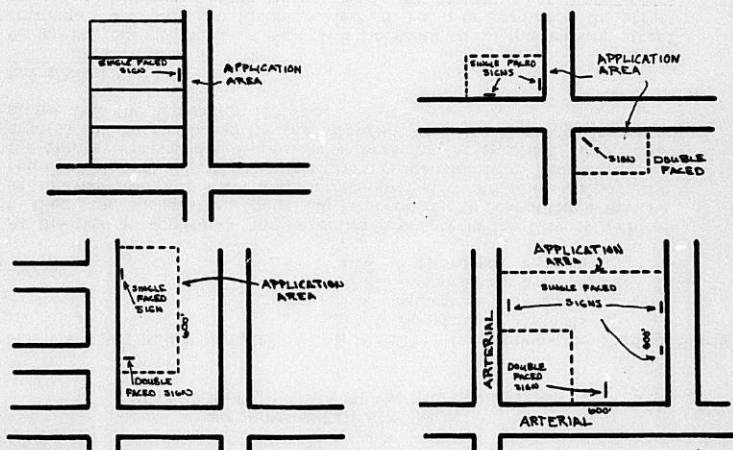 SINGLE FACED
SIGN
APPLICATION
AREA
SINGLE FACED
SIGNS
APPLICATION
AREA
SIGN
DOUBLE
FACED
SINGLE
FACED
SIGN
APPLICATION
AREA
600'
DOUBLE
FACED SIGN
APPLICATION
AREA
SINGLE FACED
SIGNS
ARTERIAL
600'
DOUBLE
FACED
SIGN
600'
ARTERIAL